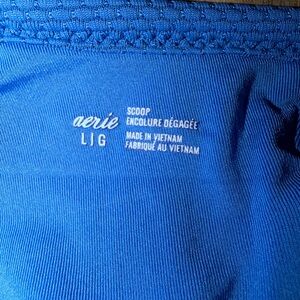 aerie
L|G
SCOOP
ENCOLURE DÉGAGÉE
MADE IN VIETNAM
FABRIQUÉ AU VIETNAM